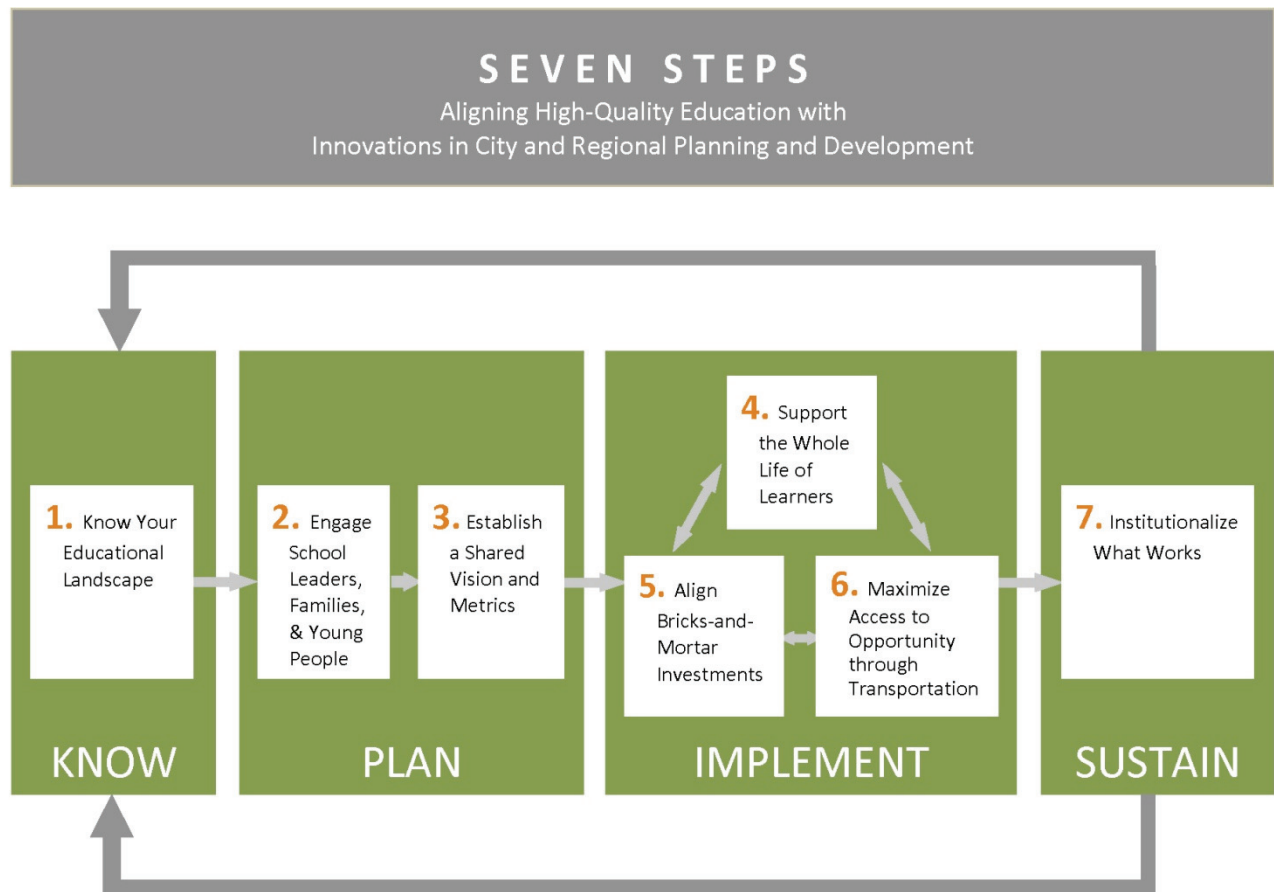 SEVEN STEPS
Aligning High-Quality Education with
Innovations in City and Regional Planning and Development
1. Know Your
Educational
Landscape
KNOW
2. Engage
School
Leaders,
Families,
& Young
People
3. Establish
a Shared
Vision and
Metrics
PLAN
4. Support
the Whole
Life of
Learners
5. Align
Bricks-and-
Mortar
Investments
6. Maximize
Access to
Opportunity
through
Transportation
IMPLEMENT
7. Institutionalize
What Works
SUSTAIN